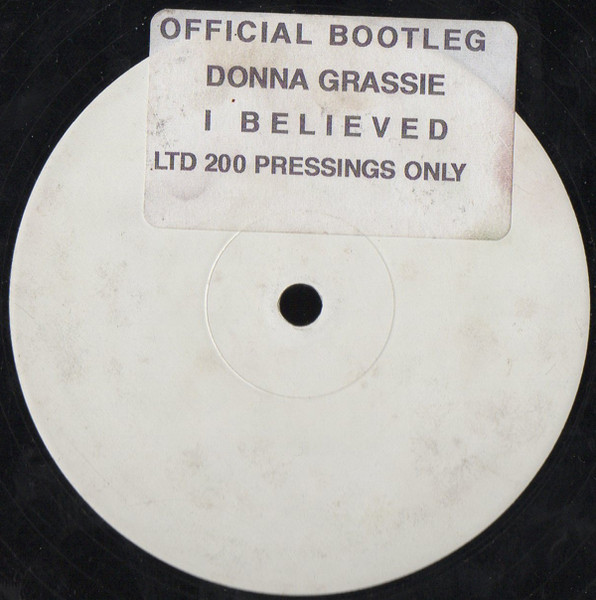 OFFICIAL BOOTLEG
DONNA GRASSIE
I BELIEVED
LTD 200 PRESSINGS ONLY